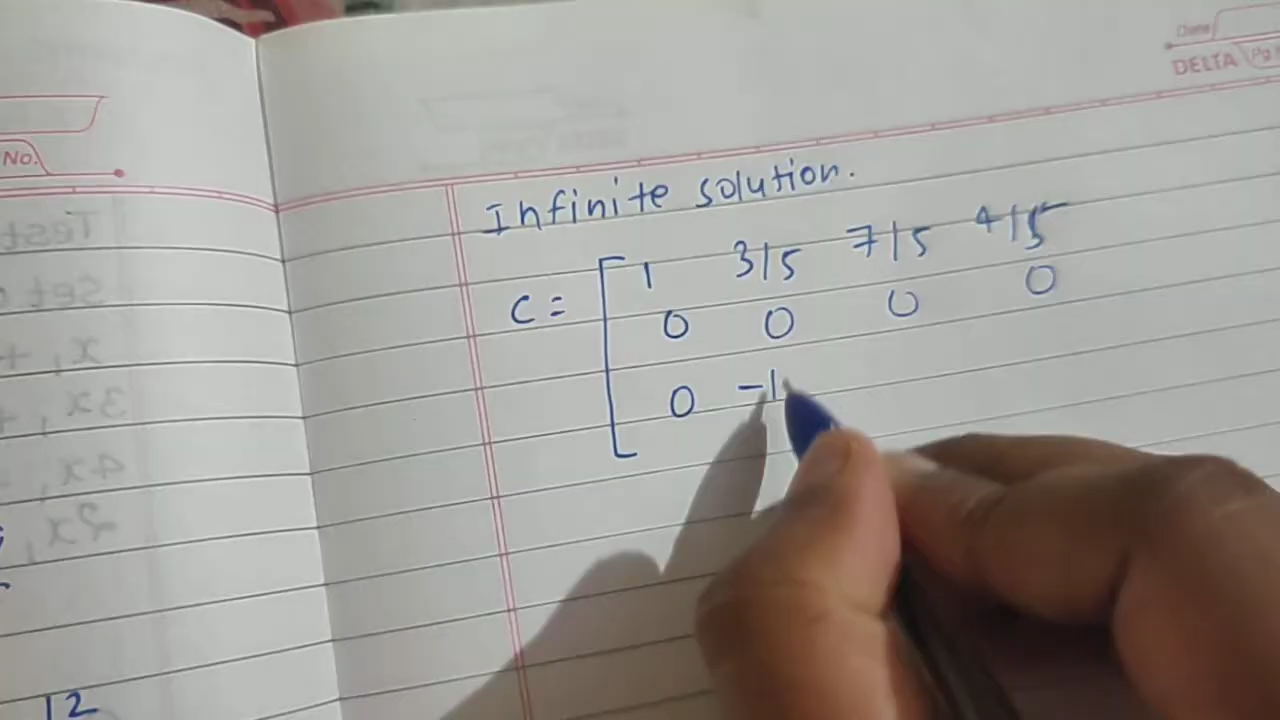 No.
Date
DELTA Pg
Infinite solution.
C = [ 1 3/5 7/5 4/5
0 0 0 0
0 -1
12